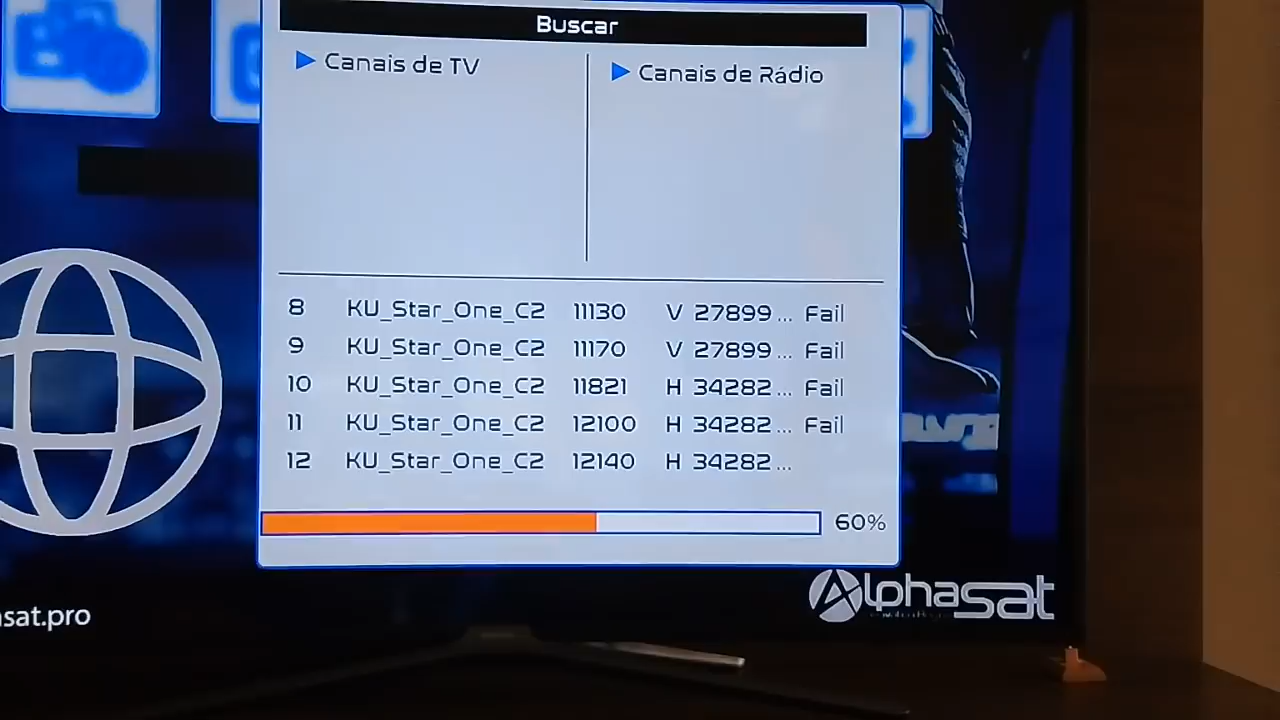 Buscar
Canais de TV
Canais de Rádio
8 KU_Star_One_C2 11130 V 27899... Fail
9 KU_Star_One_C2 11170 V 27899... Fail
10 KU_Star_One_C2 11821 H 34282... Fail
11 KU_Star_One_C2 12100 H 34282... Fail
12 KU_Star_One_C2 12140 H 34282...
60%
sat.pro
Alphasat